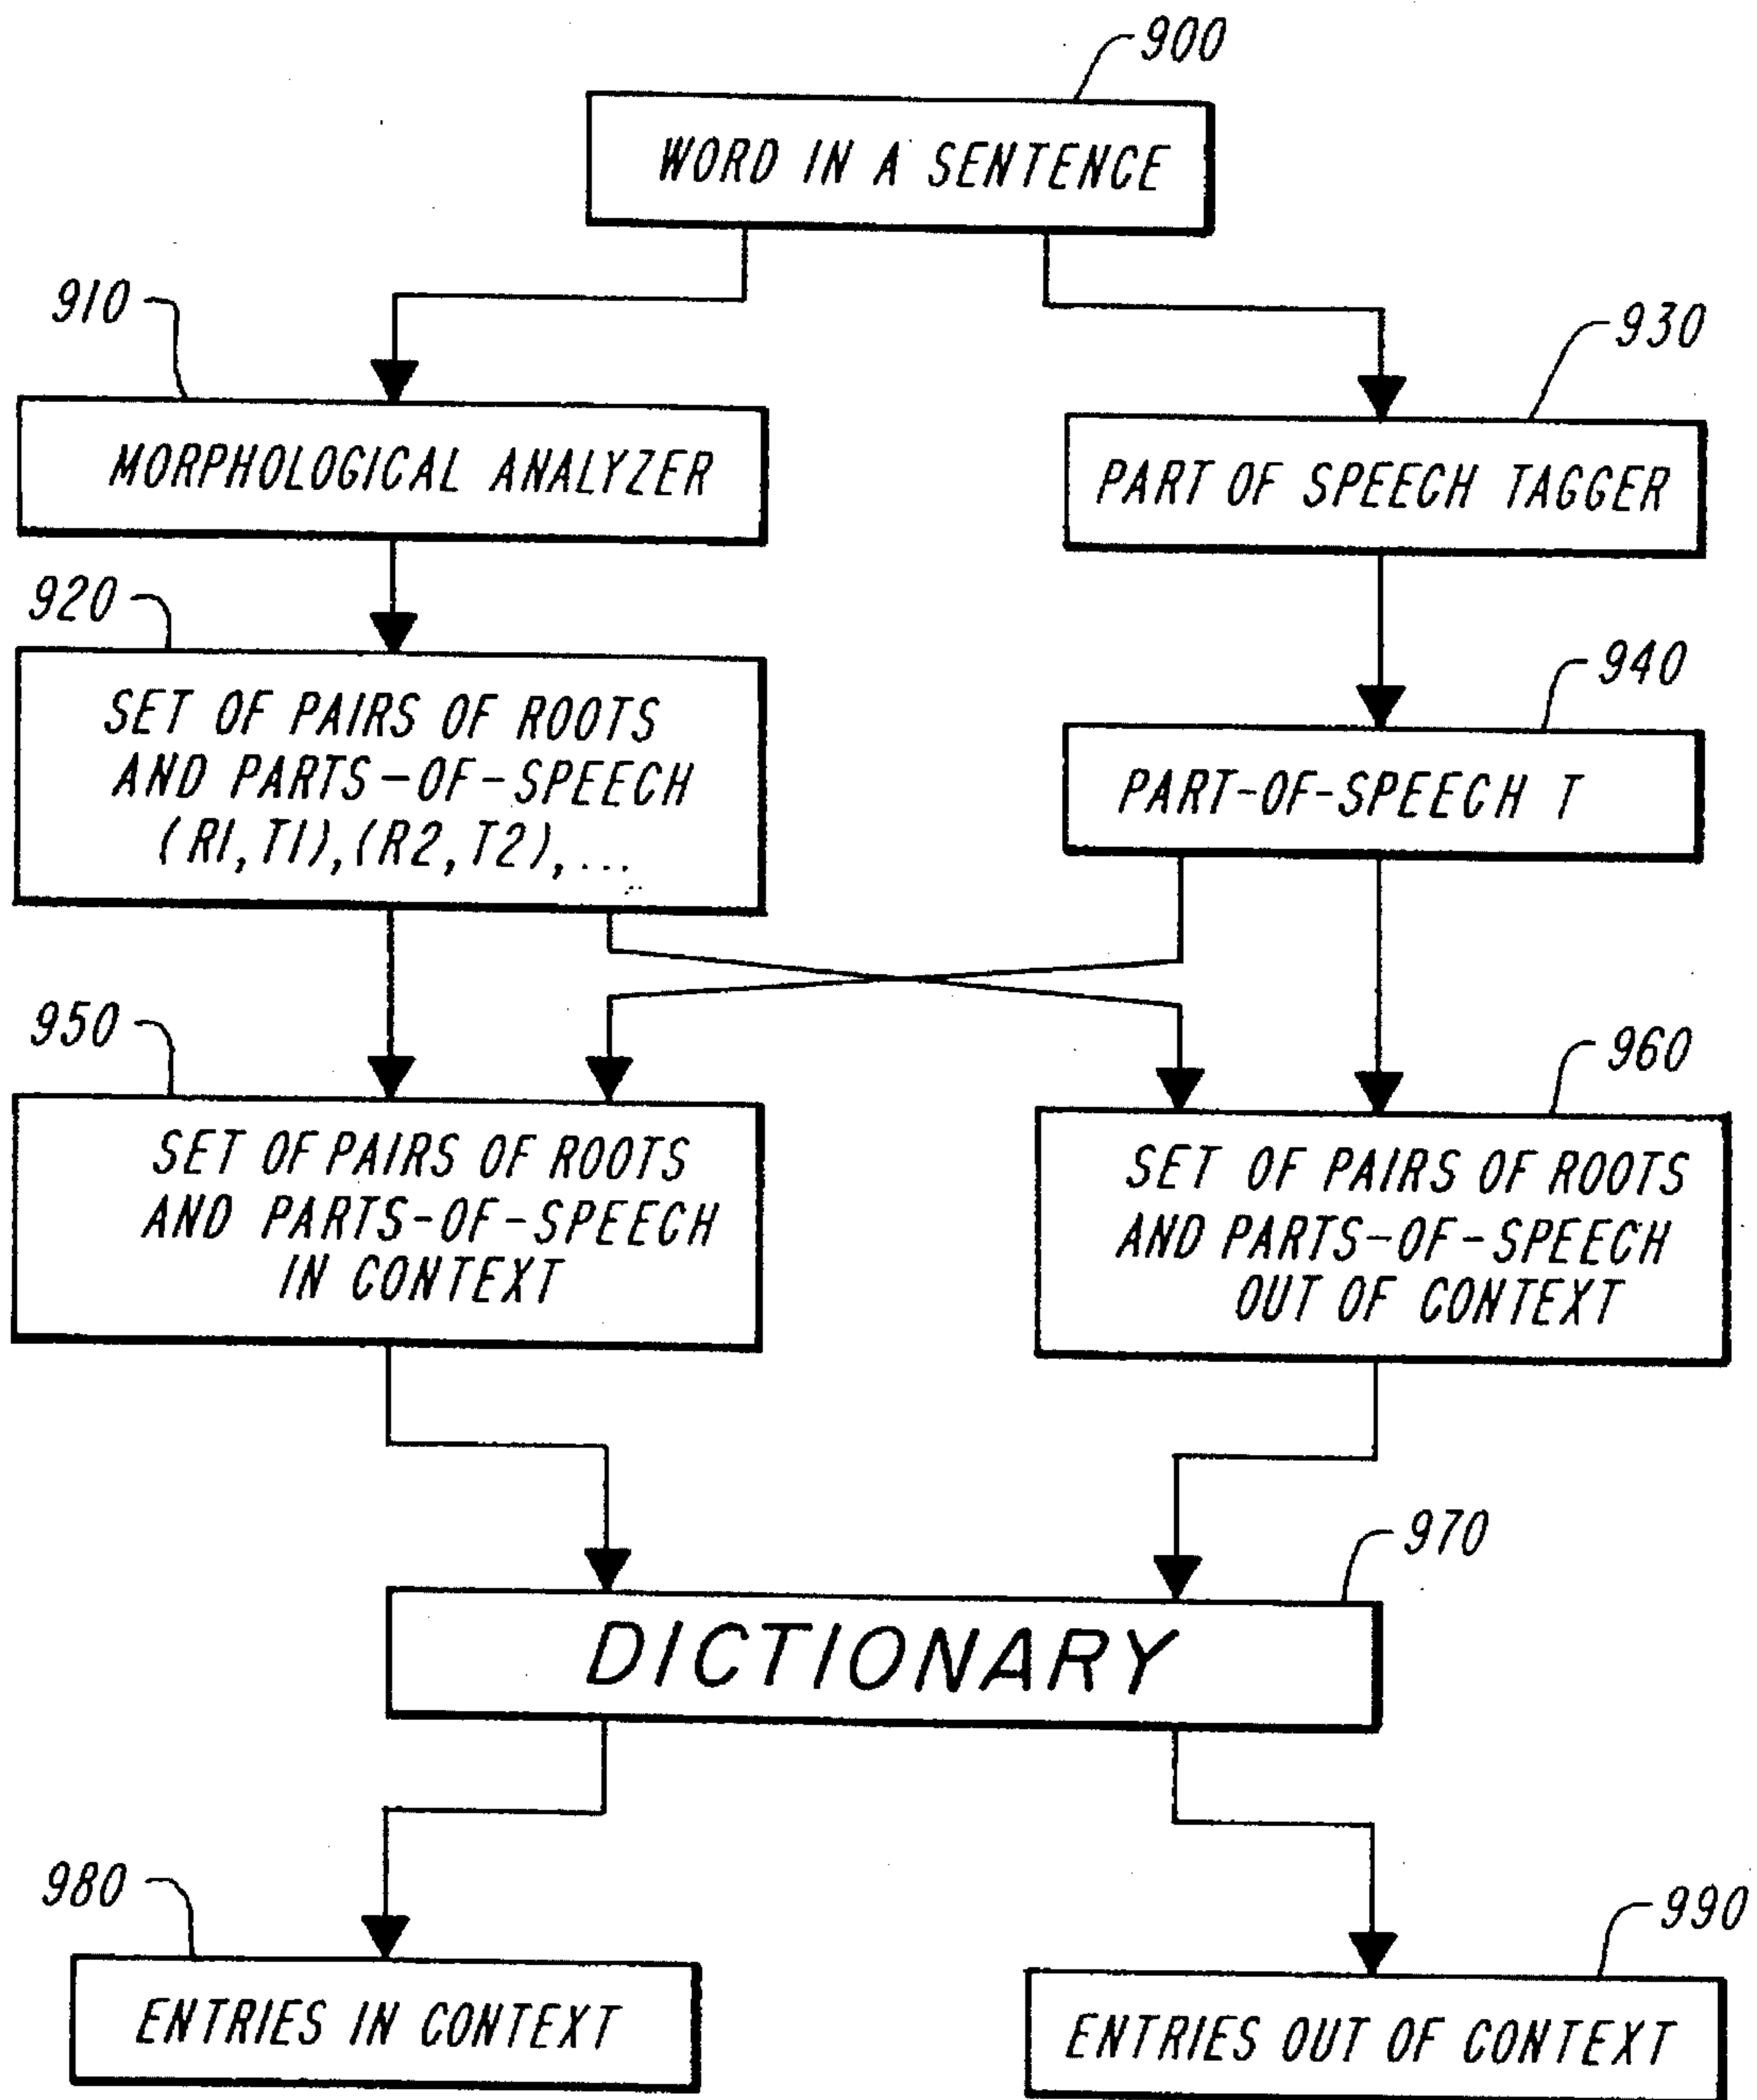 900
WORD IN A SENTENCE
910
930
MORPHOLOGICAL ANALYZER
PART OF SPEECH TAGGER
920
940
SET OF PAIRS OF ROOTS
AND PARTS-OF-SPEECH
(R1,T1),(R2,T2),...
PART-OF-SPEECH T
950
960
SET OF PAIRS OF ROOTS
AND PARTS-OF-SPEECH
IN CONTEXT
SET OF PAIRS OF ROOTS
AND PARTS-OF-SPEECH
OUT OF CONTEXT
970
DICTIONARY
980
990
ENTRIES IN CONTEXT
ENTRIES OUT OF CONTEXT